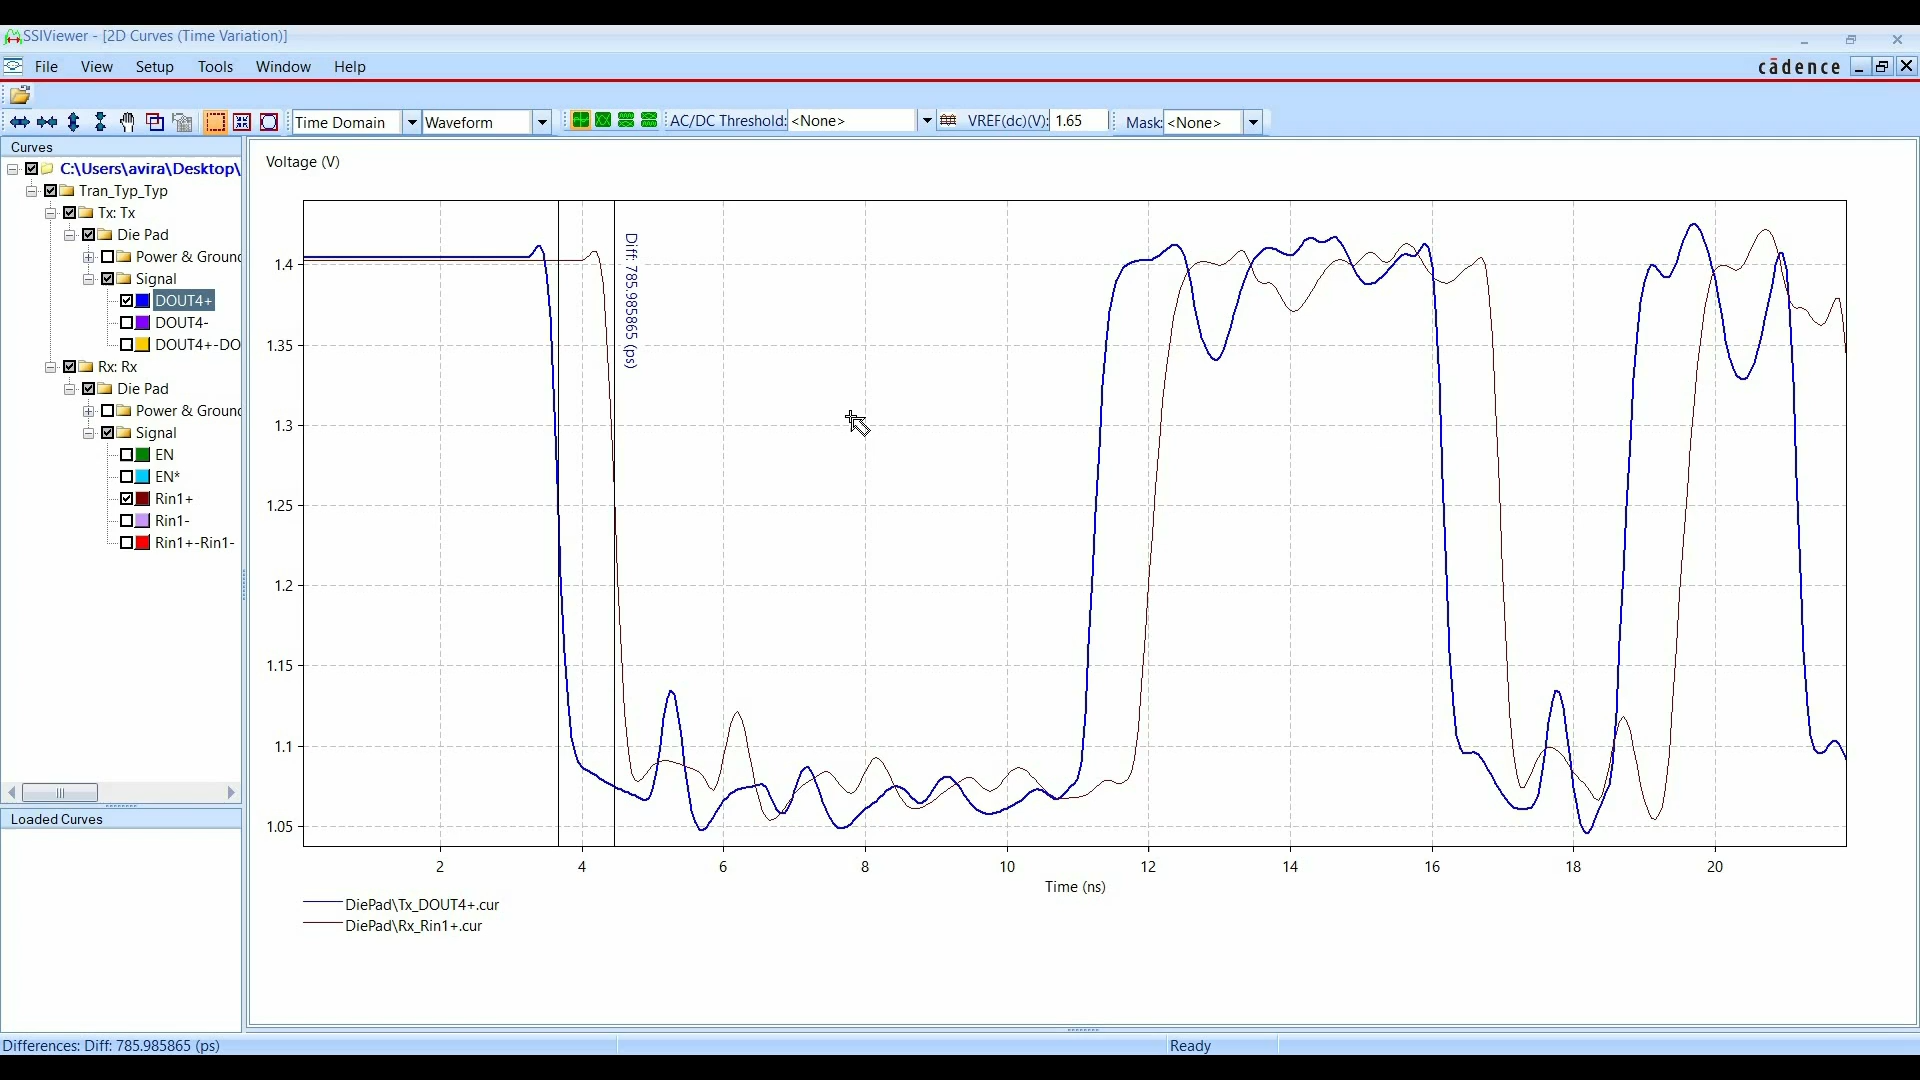 SSIViewer - [2D Curves (Time Variation)]
File View Setup Tools Window Help
cādence
Time Domain Waveform AC/DC Threshold: <None> VREF(dc)(V): 1.65 Mask: <None>
Curves
C:\Users\avira\Desktop\
Tran_Typ_Typ
Tx: Tx
Die Pad
Power & Ground
Signal
DOUT4+
DOUT4-
DOUT4+-DO
Rx: Rx
Die Pad
Power & Ground
Signal
EN
EN*
Rin1+
Rin1-
Rin1+-Rin1-
Loaded Curves
Voltage (V)
Diff: 785.985865 (ps)
1.4
1.35
1.3
1.25
1.2
1.15
1.1
1.05
2 4 6 8 10 12 14 16 18 20
Time (ns)
DiePad\Tx_DOUT4+.cur
DiePad\Rx_Rin1+.cur
Differences: Diff: 785.985865 (ps)
Ready